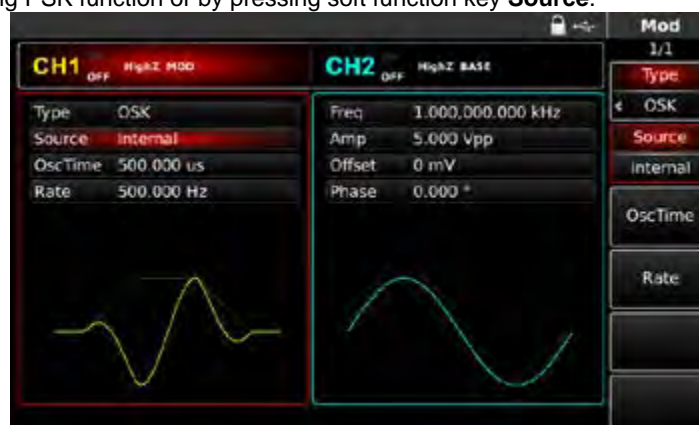 ng PSK function or by pressing soft function key Source.
Mod
1/1
CH1 OFF HighZ MOD
CH2 OFF HighZ BASE
Type
OSK
Source
Internal
OscTime
Rate
Type OSK
Source Internal
OscTime 500.000 us
Rate 500.000 Hz
Freq 1.000,000,000 kHz
Amp 5.000 Vpp
Offset 0 mV
Phase 0.000 °